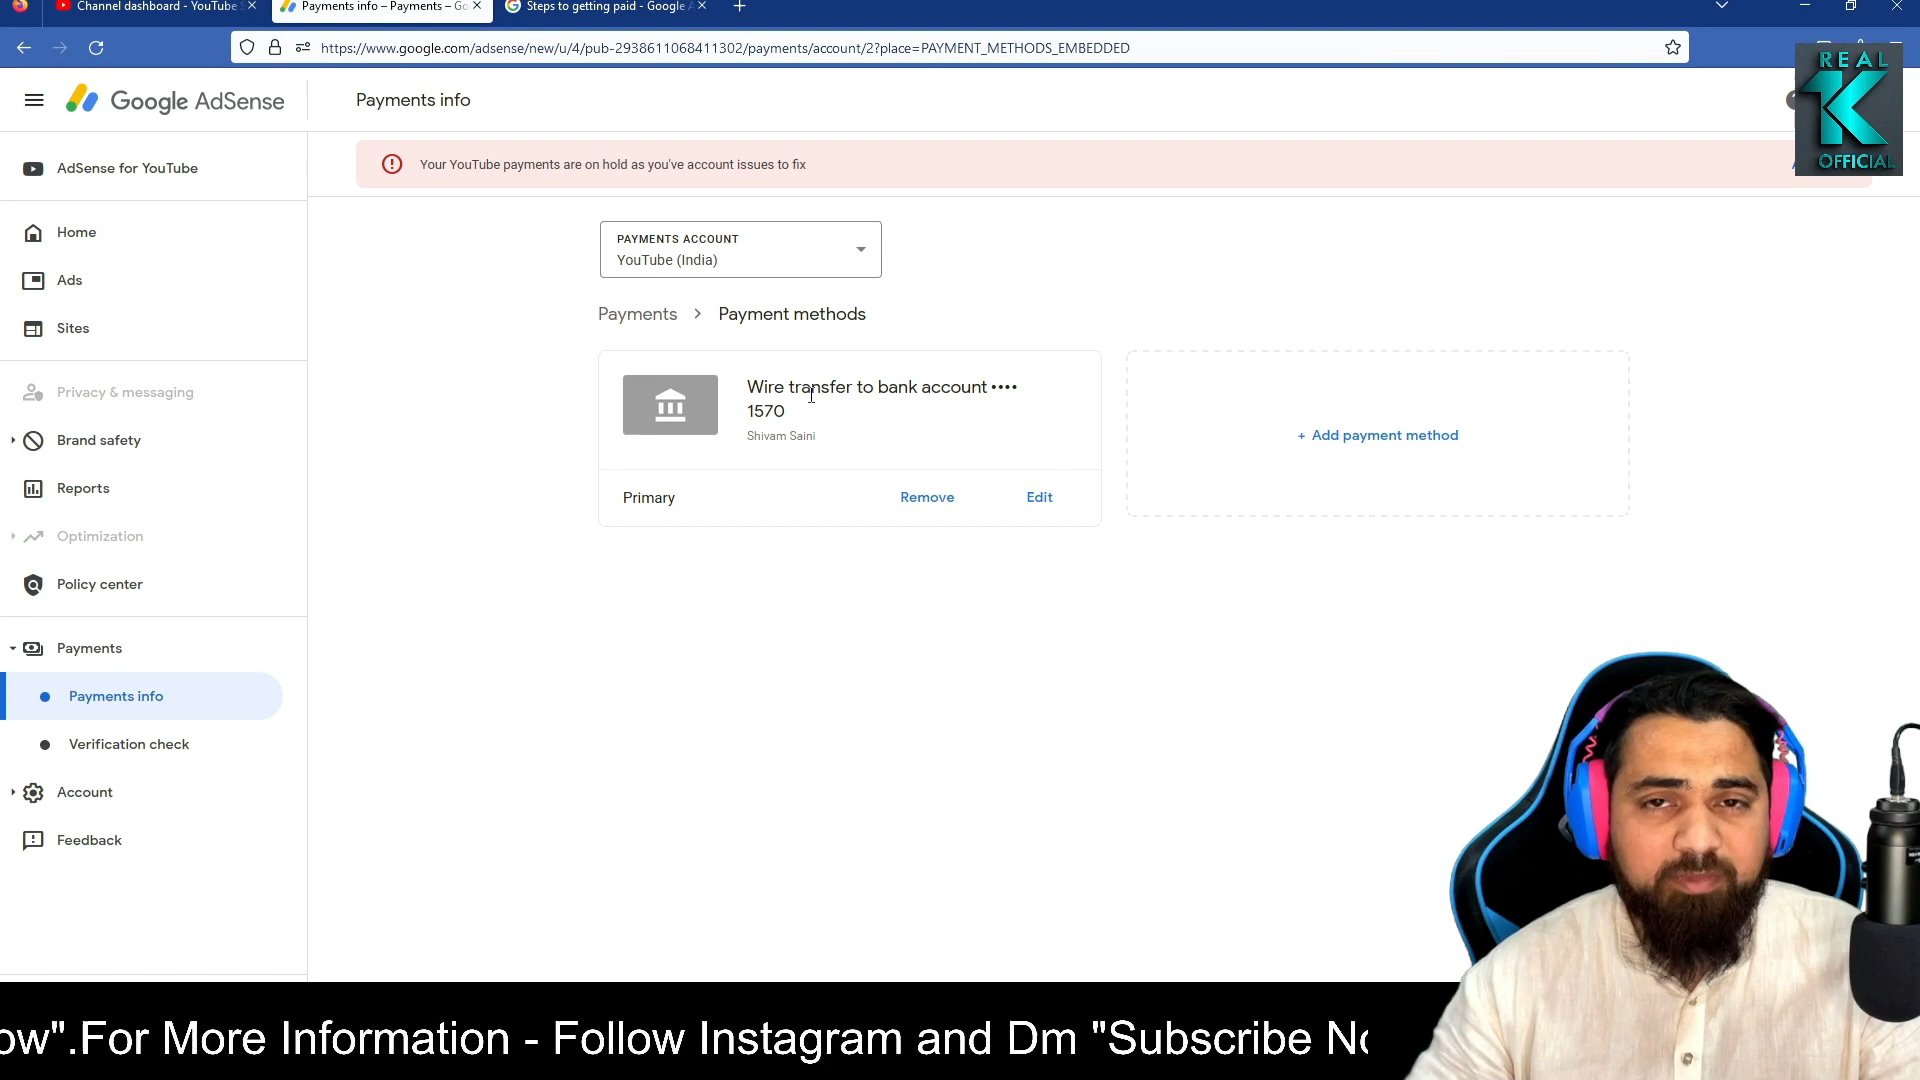 Channel dashboard - YouTube S
Payments info – Payments – Go
Steps to getting paid - Google A
https://www.google.com/adsense/new/u/4/pub-2938611068411302/payments/account/2?place=PAYMENT_METHODS_EMBEDDED
Google AdSense
Payments info
REAL
K
OFFICIAL
AdSense for YouTube
Your YouTube payments are on hold as you've account issues to fix
Home
Ads
Sites
Privacy & messaging
Brand safety
Reports
Optimization
Policy center
Payments
Payments info
Verification check
Account
Feedback
PAYMENTS ACCOUNT
YouTube (India)
Payments > Payment methods
Wire transfer to bank account ••••
1570
Shivam Saini
Primary
Remove
Edit
+ Add payment method
ow".For More Information - Follow Instagram and Dm "Subscribe No